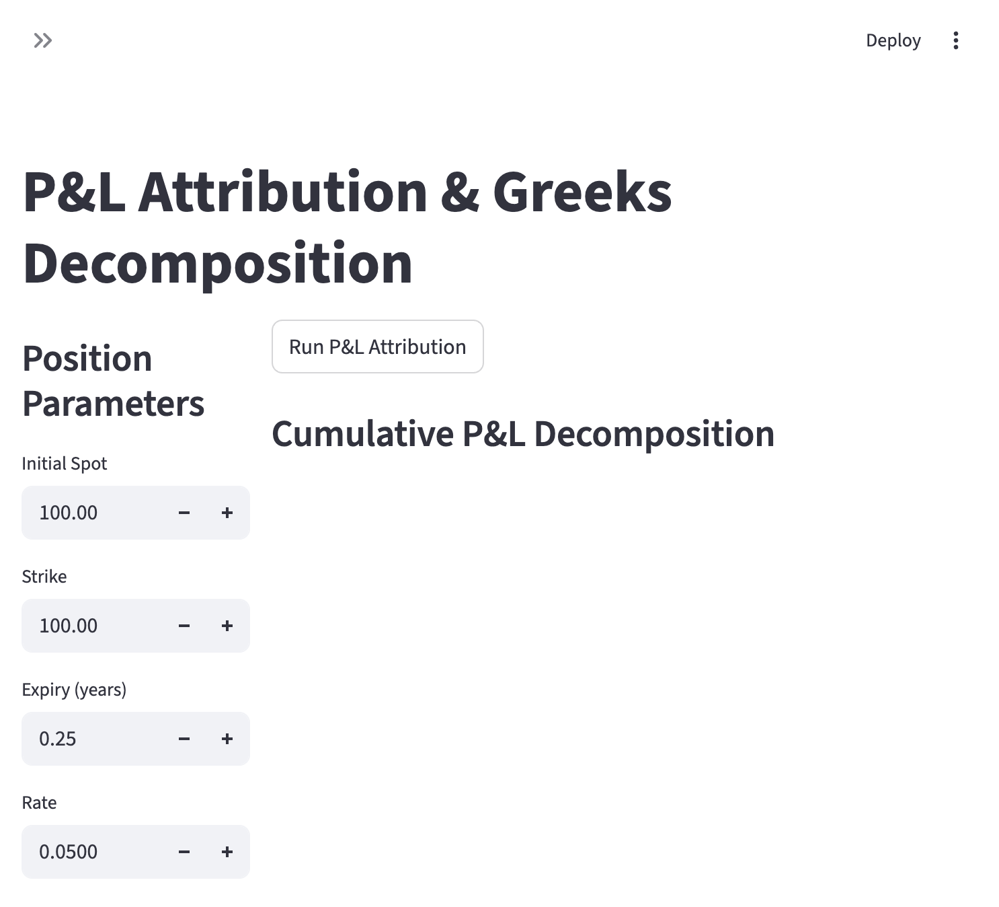 Deploy
P&L Attribution & Greeks
Decomposition
Position
Parameters
Initial Spot
100.00
Strike
100.00
Expiry (years)
0.25
Rate
0.0500
Run P&L Attribution
Cumulative P&L Decomposition